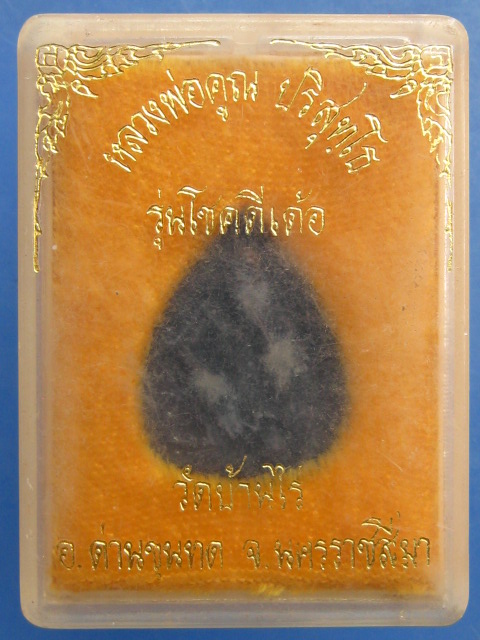 หลวงพ่อคูณ ปริสุทฺโธ
รุ่นโชคดีเด้อ
วัดบ้านไร่
อ.ด่านขุนทด จ.นครราชสีมา